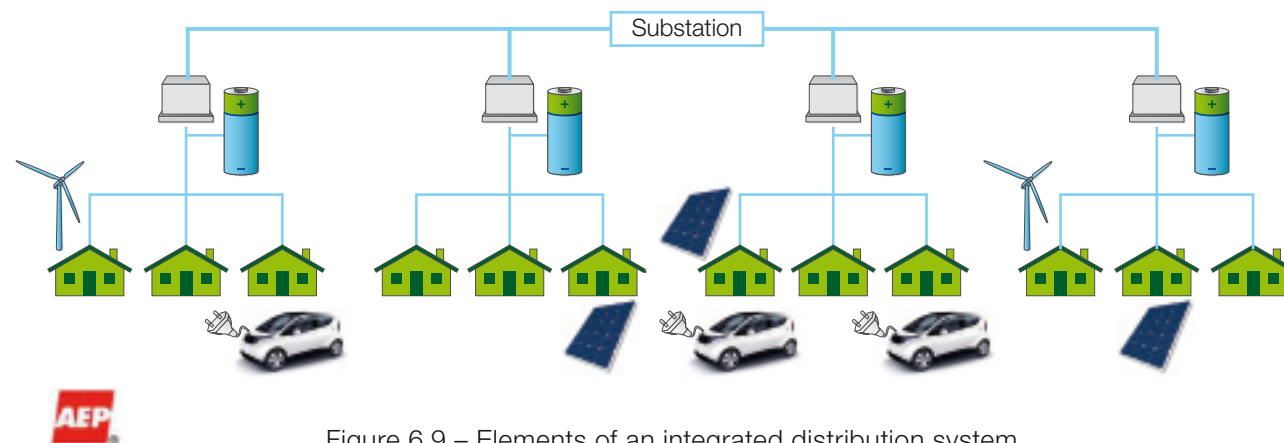 Substation
+ + + +
- - - -
AEP
Figure 6.9 – Elements of an integrated distribution system